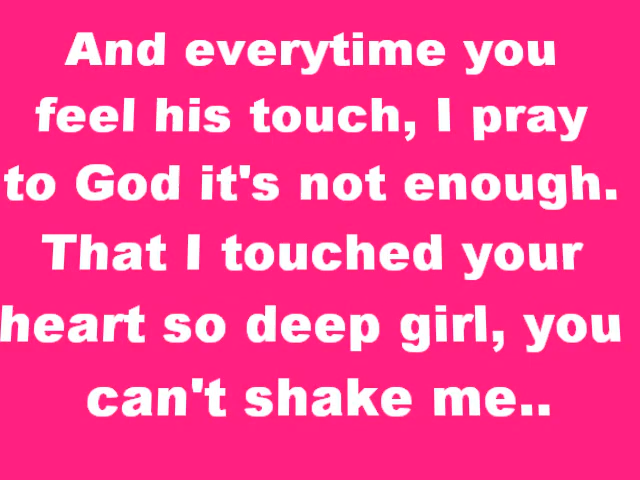 And everytime you
feel his touch, I pray
to God it's not enough.
That I touched your
heart so deep girl, you
can't shake me..